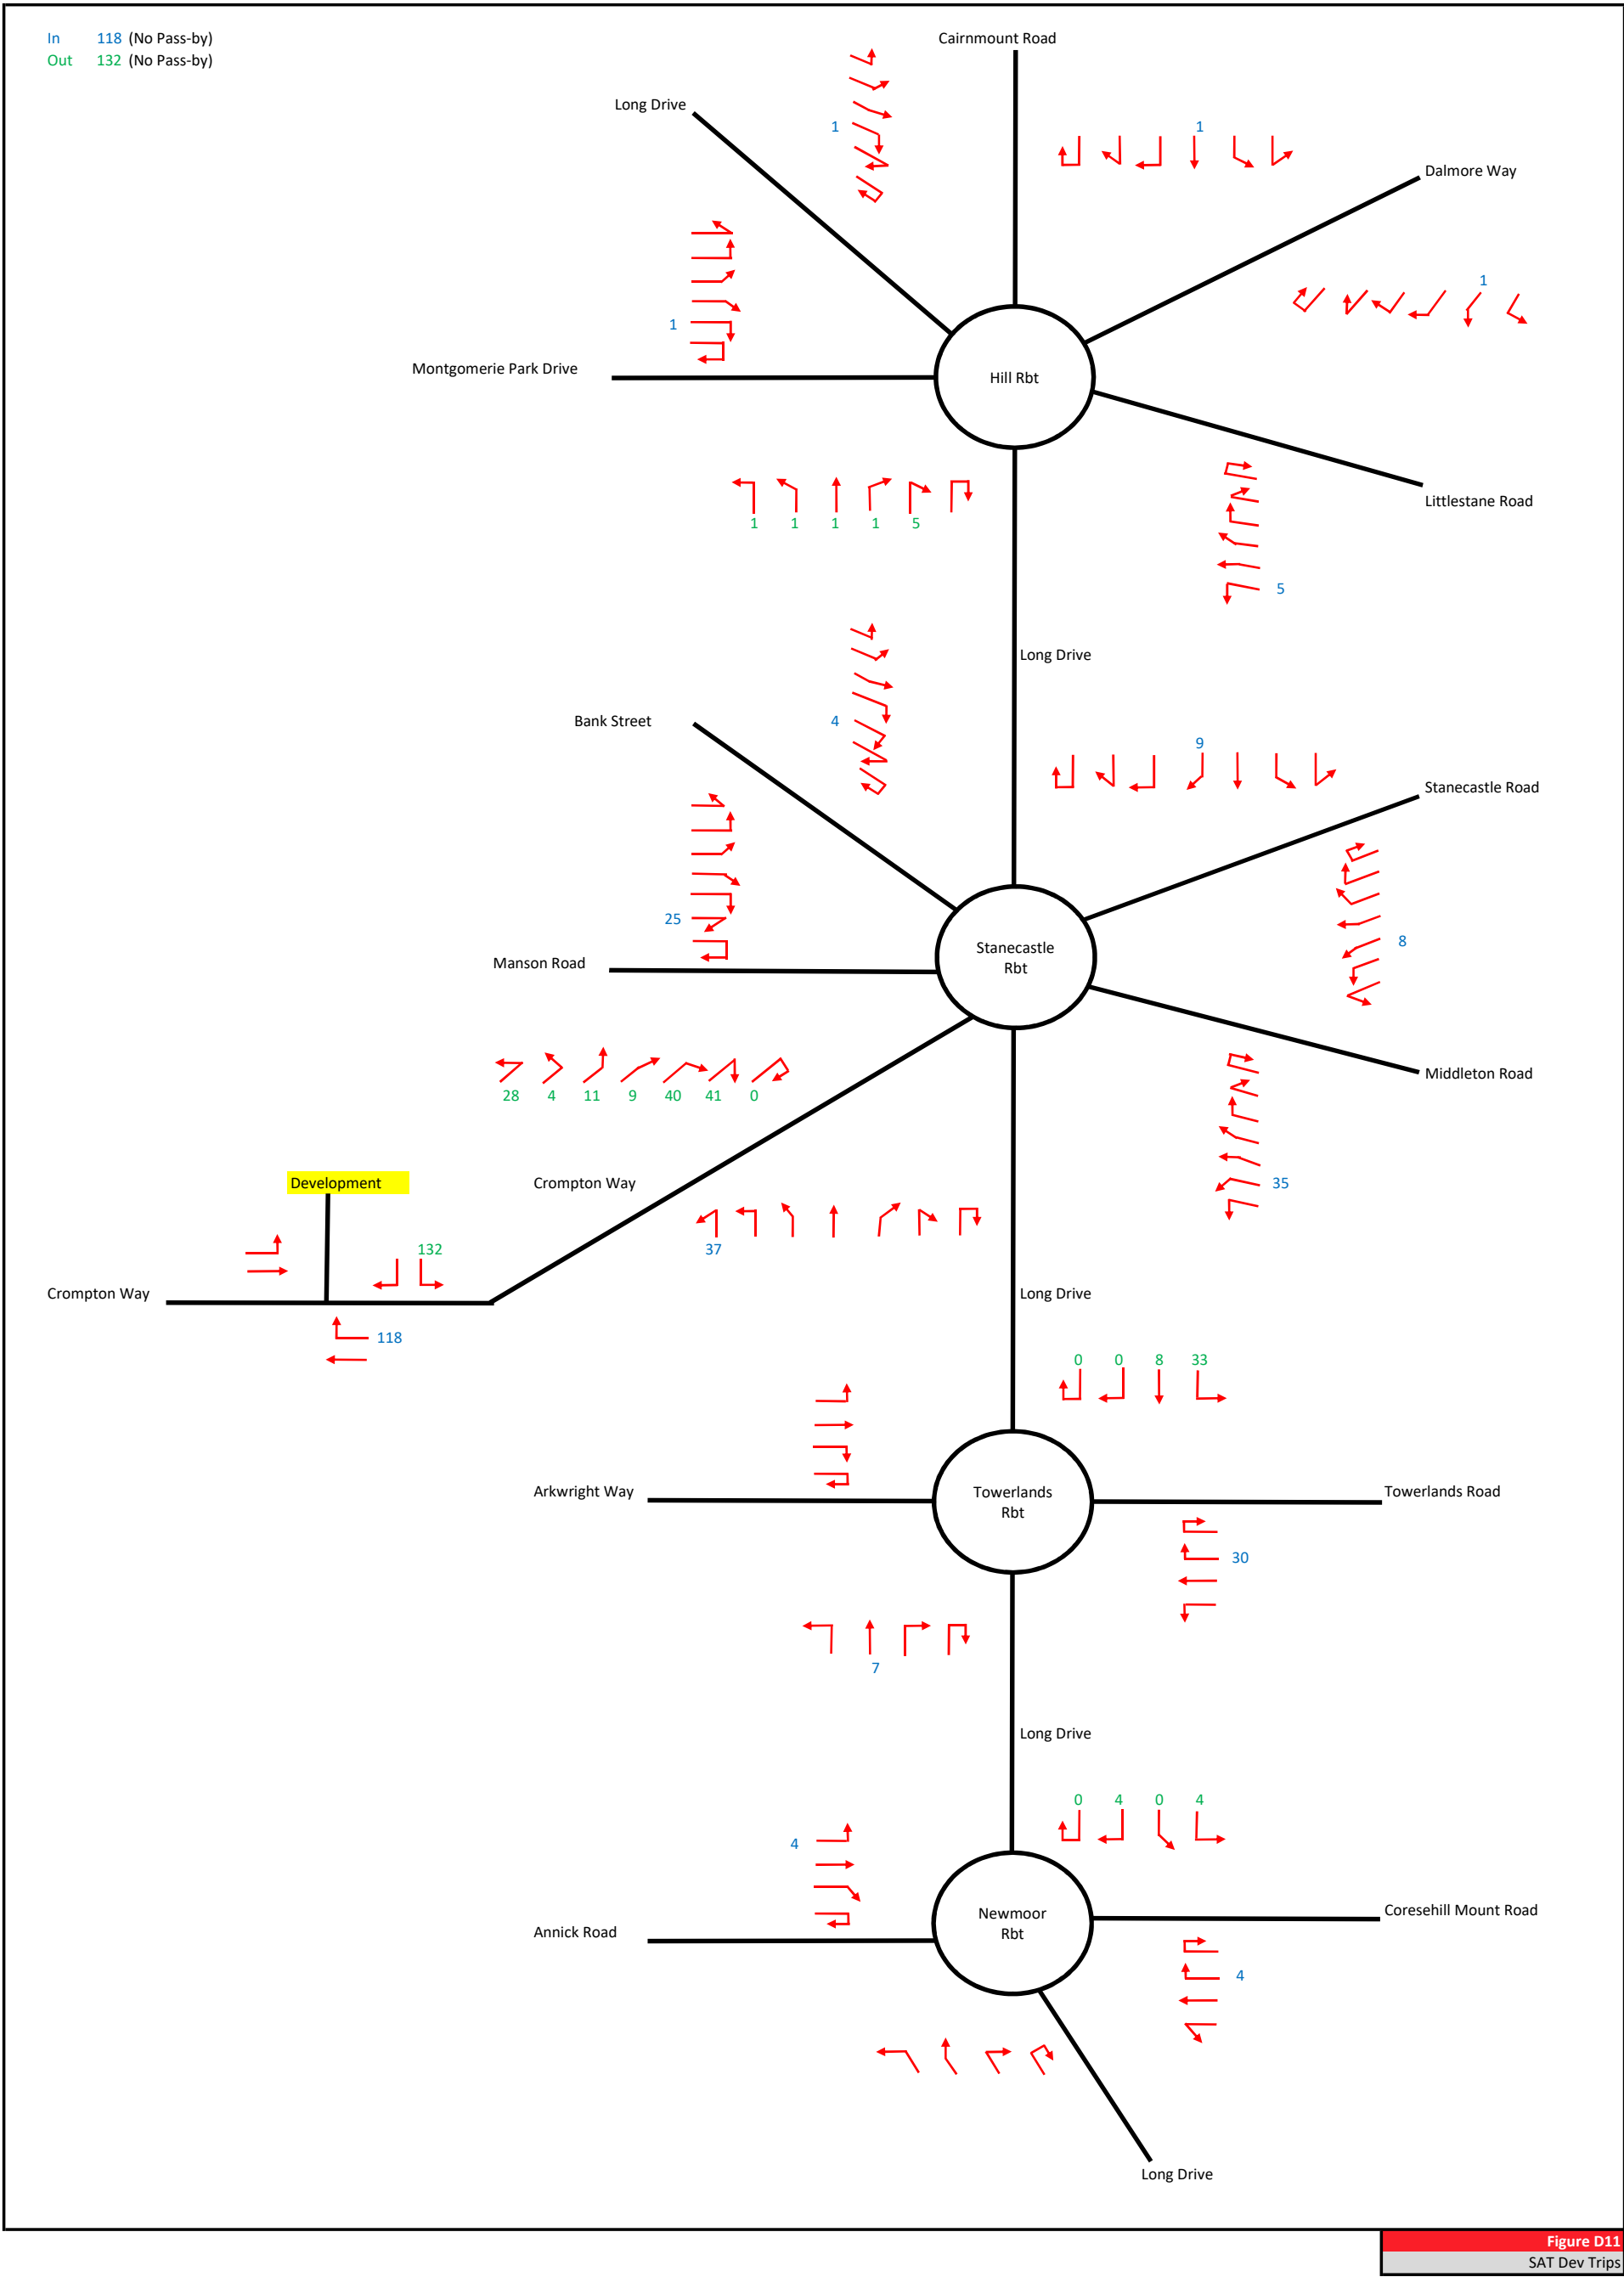 In 118 (No Pass-by)
Out 132 (No Pass-by)
Cairnmount Road
Long Drive
1
1
Dalmore Way
1
1
Montgomerie Park Drive
Hill Rbt
Littlestane Road
1 1 1 1 5
5
Long Drive
Bank Street
4
9
Stanecastle Road
25
8
Manson Road
Stanecastle
Rbt
Middleton Road
28 4 11 9 40 41 0
Development
Crompton Way
35
37
132
Crompton Way
Long Drive
118
0 0 8 33
Arkwright Way
Towerlands
Rbt
Towerlands Road
30
7
Long Drive
0 4 0 4
4
Newmoor
Rbt
Coresehill Mount Road
Annick Road
4
Long Drive
Figure D11
SAT Dev Trips